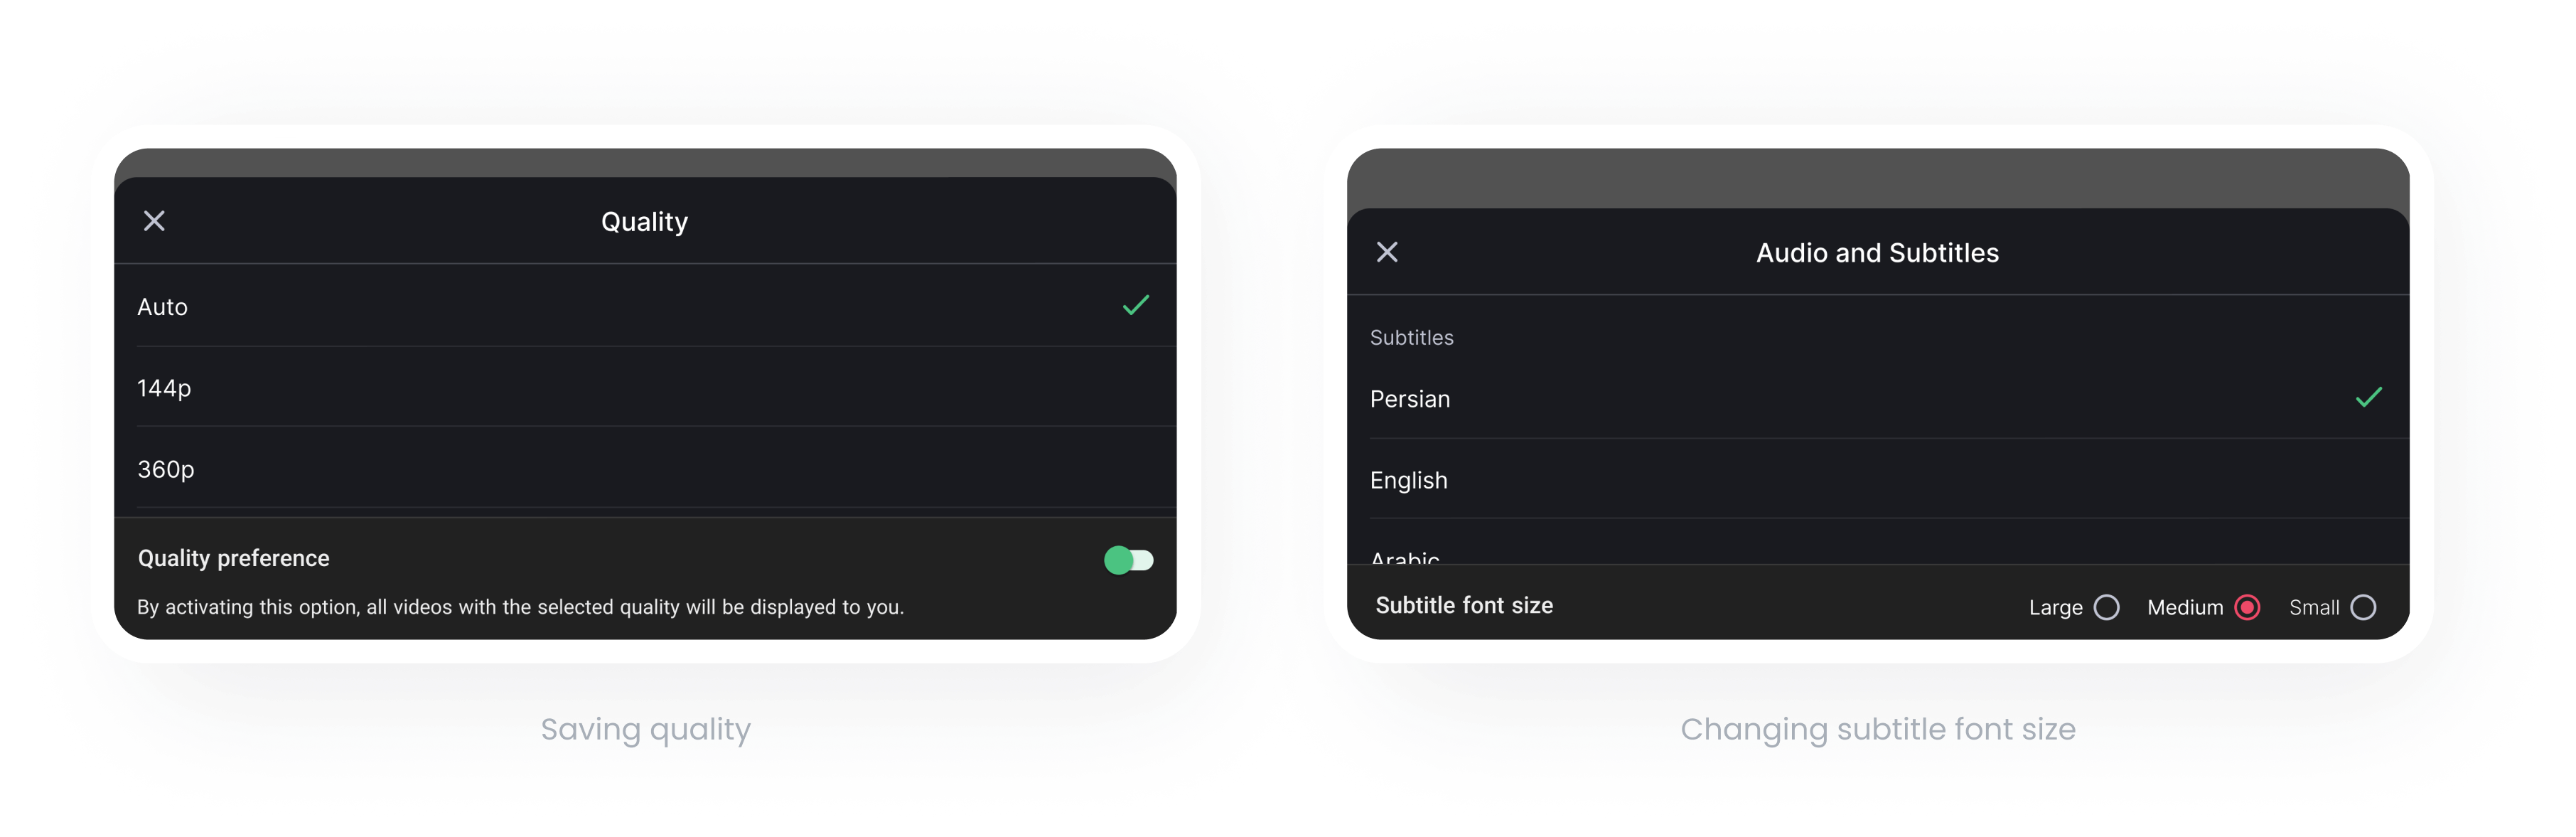 Quality
Auto
144p
360p
Quality preference
By activating this option, all videos with the selected quality will be displayed to you.
Saving quality
Audio and Subtitles
Subtitles
Persian
English
Arabic
Subtitle font size
Large Medium Small
Changing subtitle font size